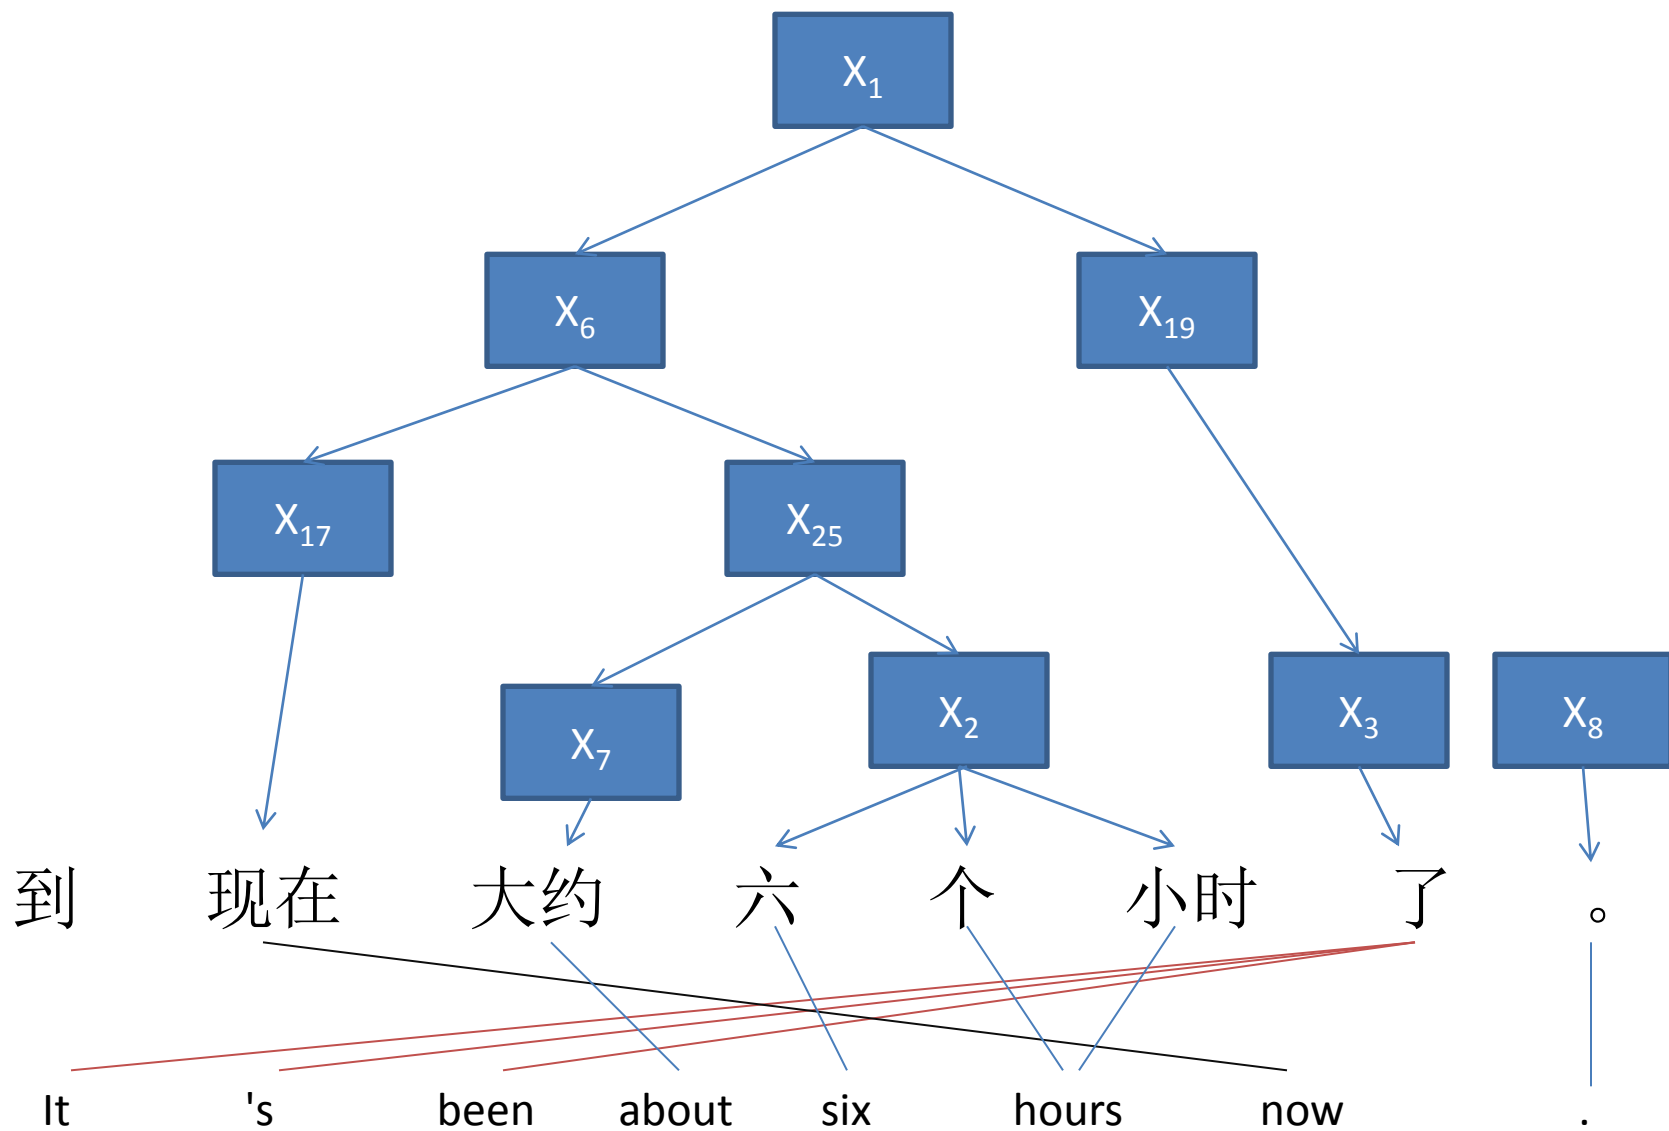 X₁
X₆ X₁₉
X₁₇ X₂₅
X₇ X₂ X₃ X₈
到 现在 大约 六 个 小时 了 。
It 's been about six hours now .